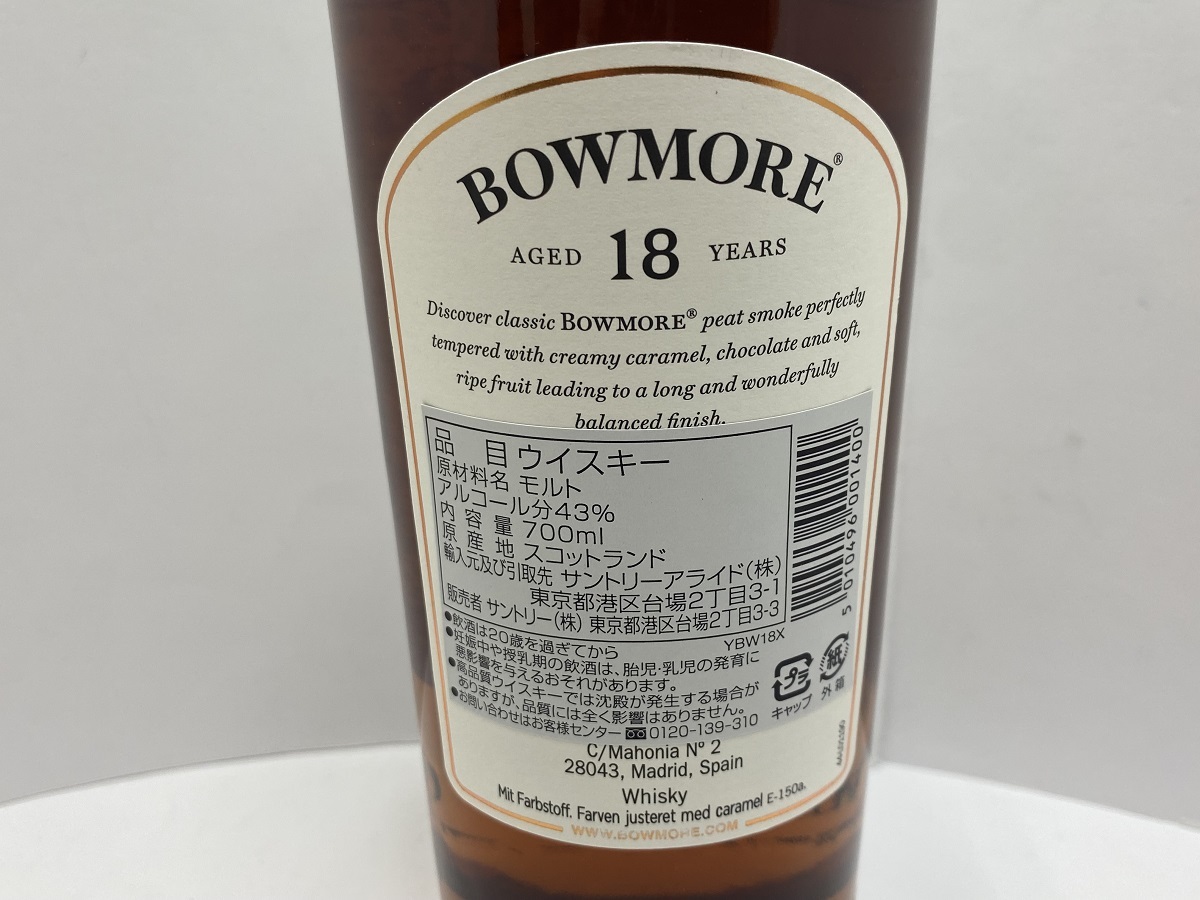 BOWMORE®
AGED 18 YEARS
Discover classic BOWMORE® peat smoke perfectly
tempered with creamy caramel, chocolate and soft,
ripe fruit leading to a long and wonderfully
balanced finish.
品 目 ウイスキー
原材料名 モルト
アルコール分43%
内 容 量 700ml
原 産 地 スコットランド
輸入元及び引取先 サントリーアライド(株)
東京都港区台場2丁目3-1
販売者 サントリー(株) 東京都港区台場2丁目3-3
5 010496 001400
YBW18X
●飲酒は20歳を過ぎてから
●妊娠中や授乳期の飲酒は、胎児・乳児の発育に
悪影響を与えるおそれがあります。
●高品質ウイスキーでは沈殿が発生する場合が
ありますが、品質には全く影響はありません。
●お問い合わせはお客様センター 0120-139-310
プラ
キャップ
紙
外箱
C/Mahonia Nº 2
28043, Madrid, Spain
Whisky
Mit Farbstoff. Farven justeret med caramel E-150a.
WWW.BOWMORE.COM